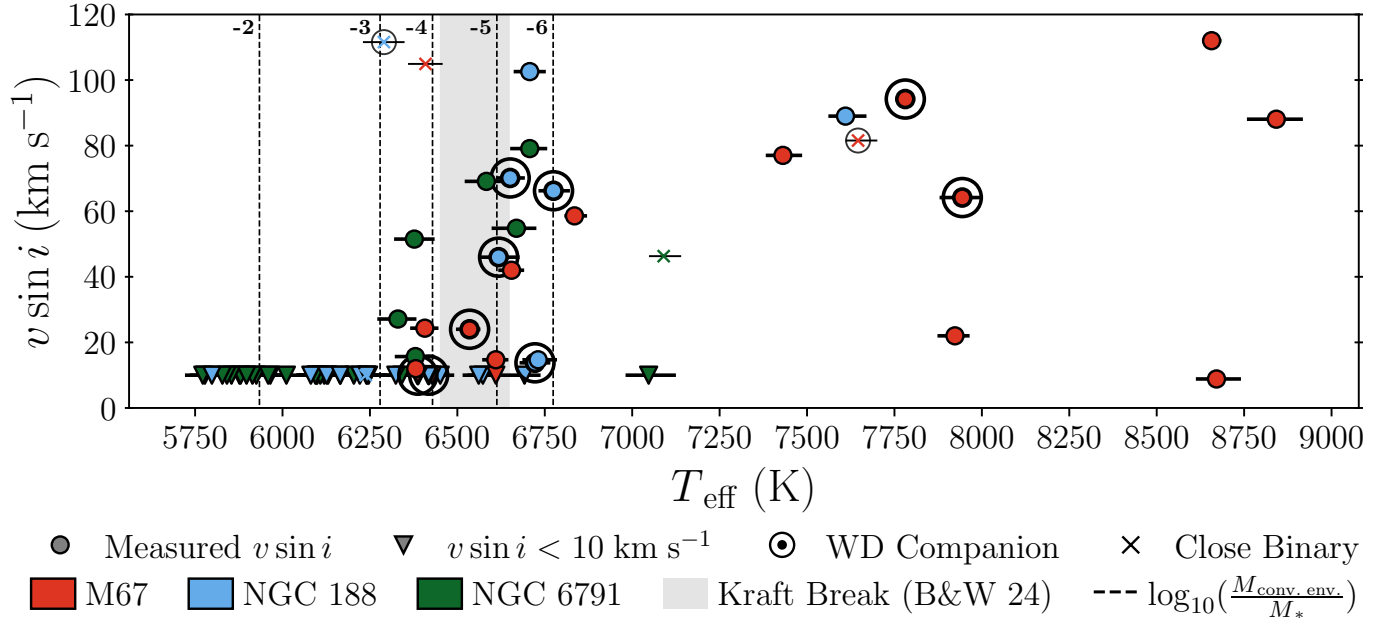 -2 -3 -4 -5 -6
120
100
80
60
40
20
0
v sin i (km s⁻¹)
5750 6000 6250 6500 6750 7000 7250 7500 7750 8000 8250 8500 8750 9000
T_eff (K)
Measured v sin i v sin i < 10 km s⁻¹ WD Companion Close Binary
M67 NGC 188 NGC 6791 Kraft Break (B&W 24) log₁₀(M_conv. env./M_*)